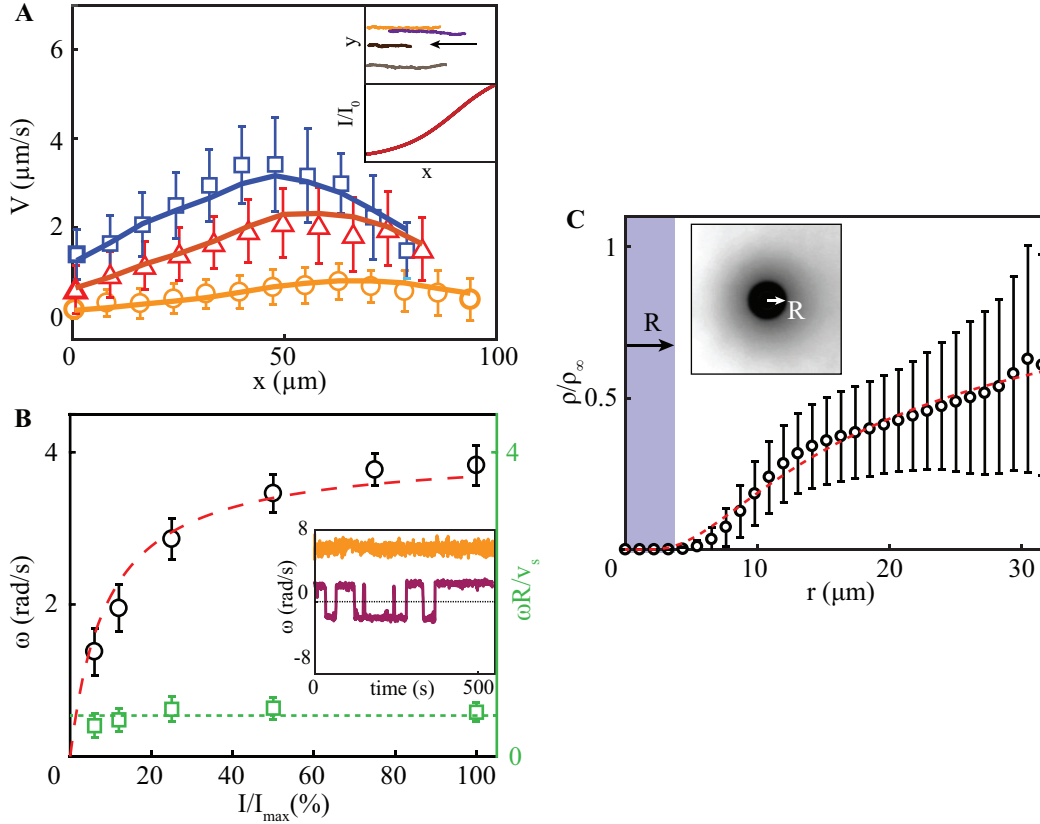 A
6
4
2
0
V (μm/s)
0
50
100
x (μm)
y
I/I₀
x
B
4
2
0
ω (rad/s)
0
20
40
60
80
100
I/Iₘₐₓ(%)
4
0
ωR/vₛ
8
0
-8
ω (rad/s)
0
time (s)
500
C
1
0.5
0
ρ/ρ∞
R
R
0
10
20
30
r (μm)